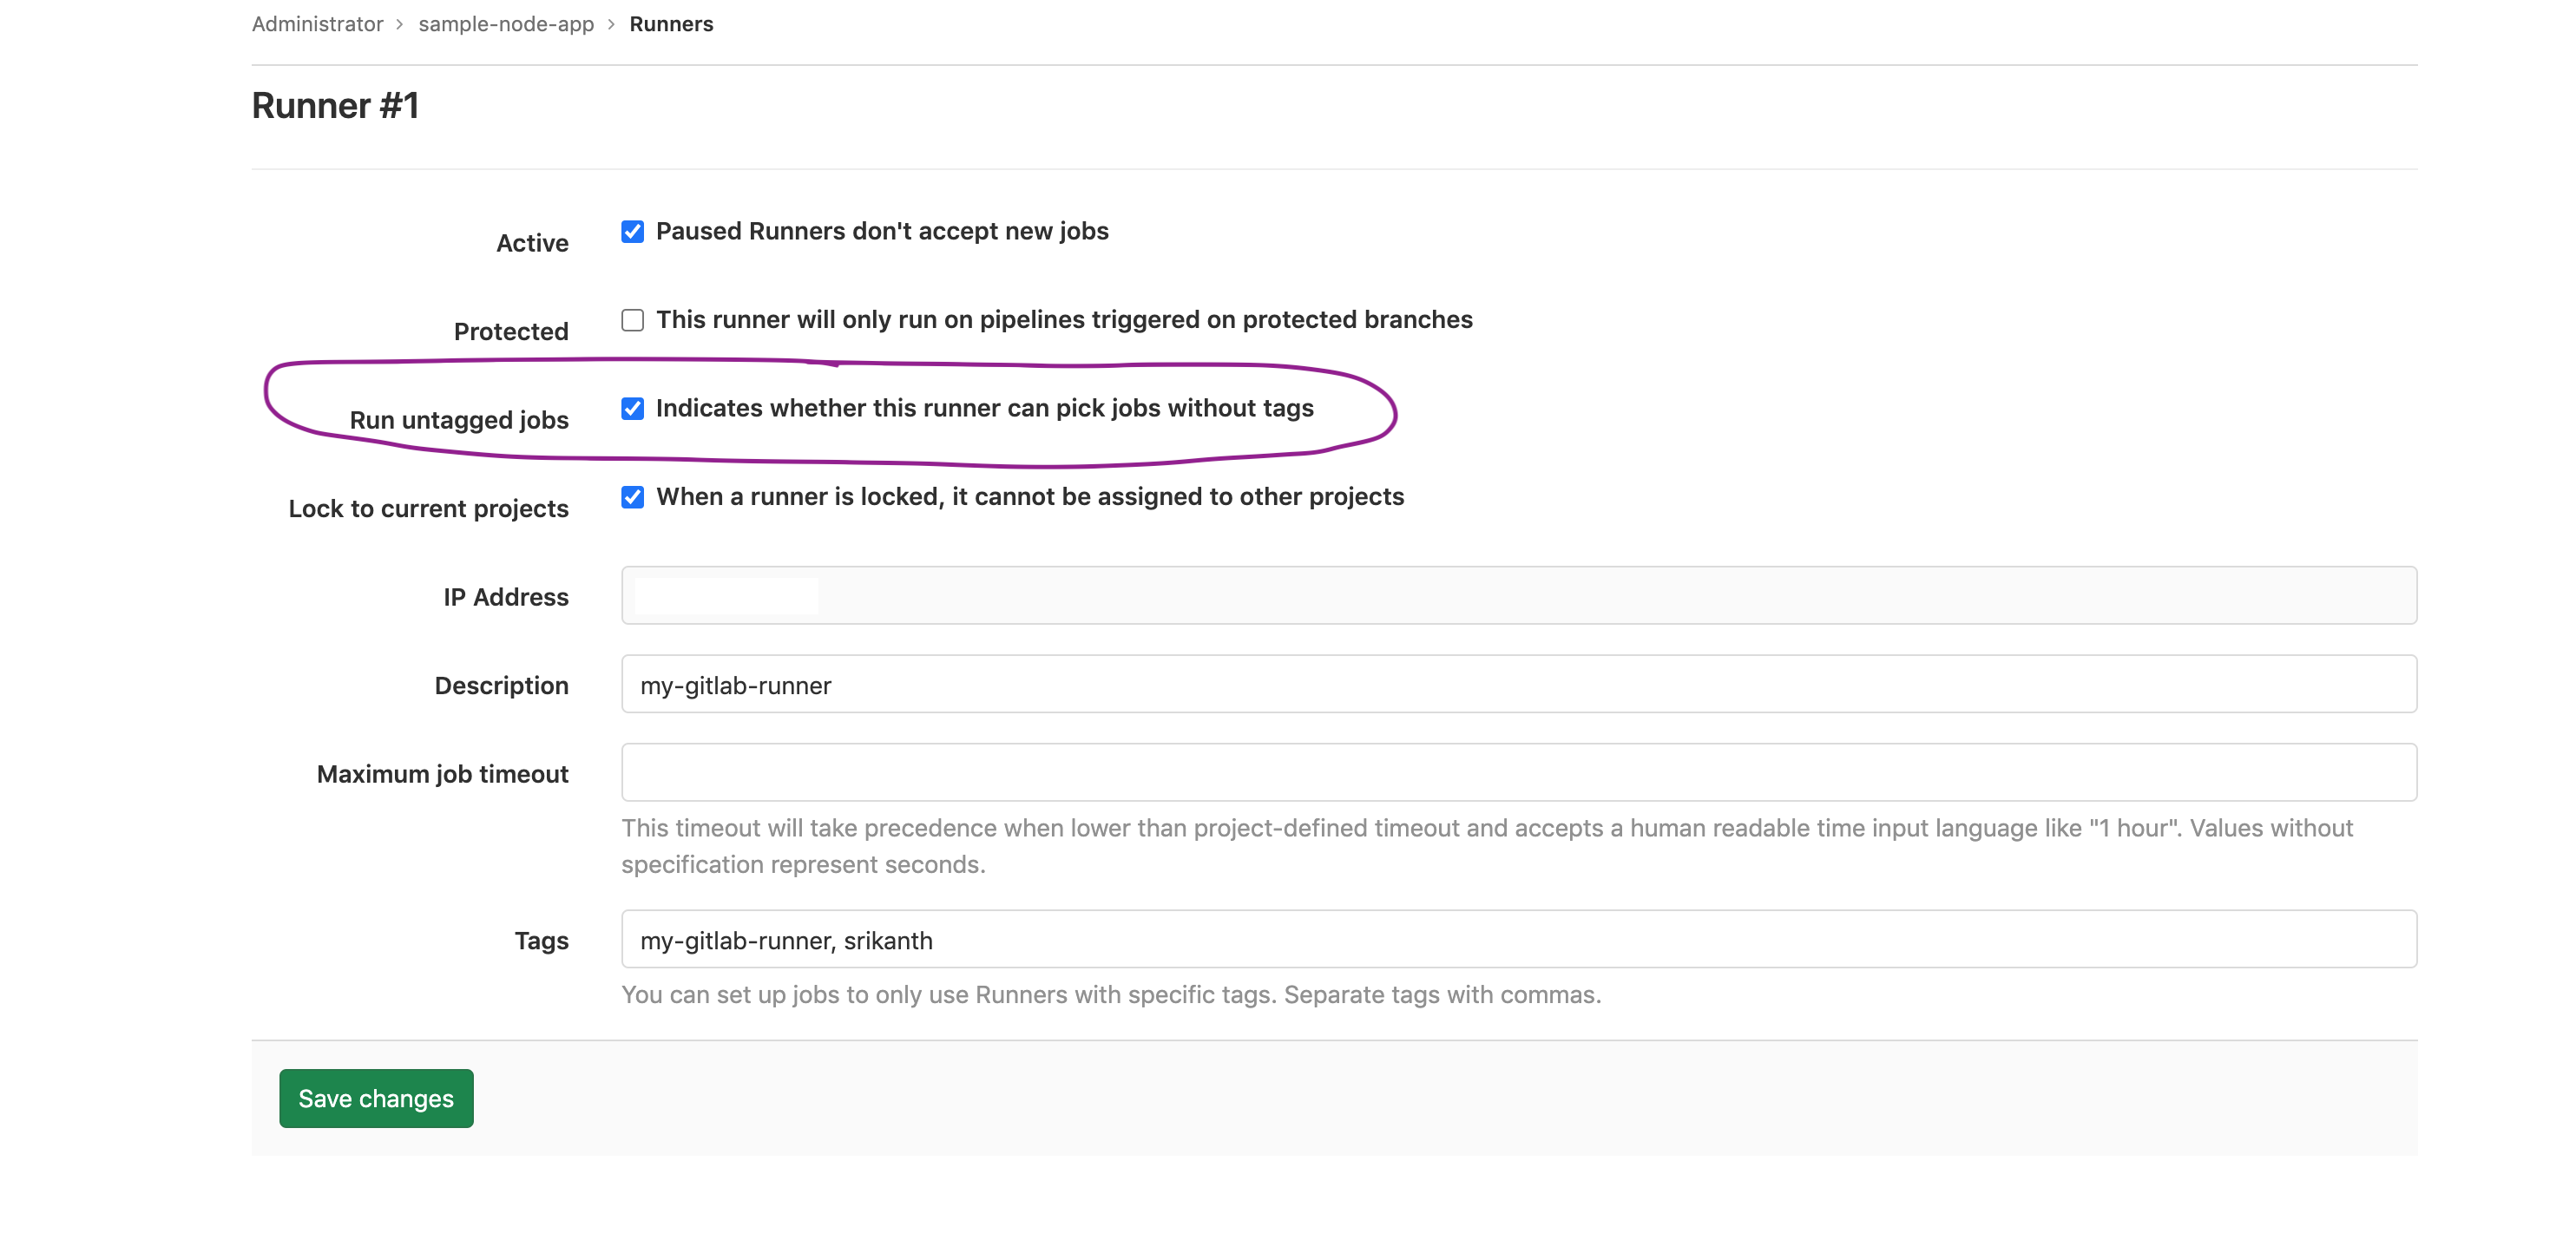 Administrator > sample-node-app > Runners
Runner #1
Active Paused Runners don't accept new jobs
Protected This runner will only run on pipelines triggered on protected branches
Run untagged jobs Indicates whether this runner can pick jobs without tags
Lock to current projects When a runner is locked, it cannot be assigned to other projects
IP Address
Description my-gitlab-runner
Maximum job timeout
This timeout will take precedence when lower than project-defined timeout and accepts a human readable time input language like "1 hour". Values without
specification represent seconds.
Tags my-gitlab-runner, srikanth
You can set up jobs to only use Runners with specific tags. Separate tags with commas.
Save changes